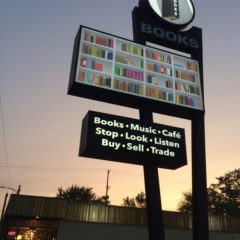 BOOKS
Books • Music • Café
Stop • Look • Listen
Buy • Sell • Trade